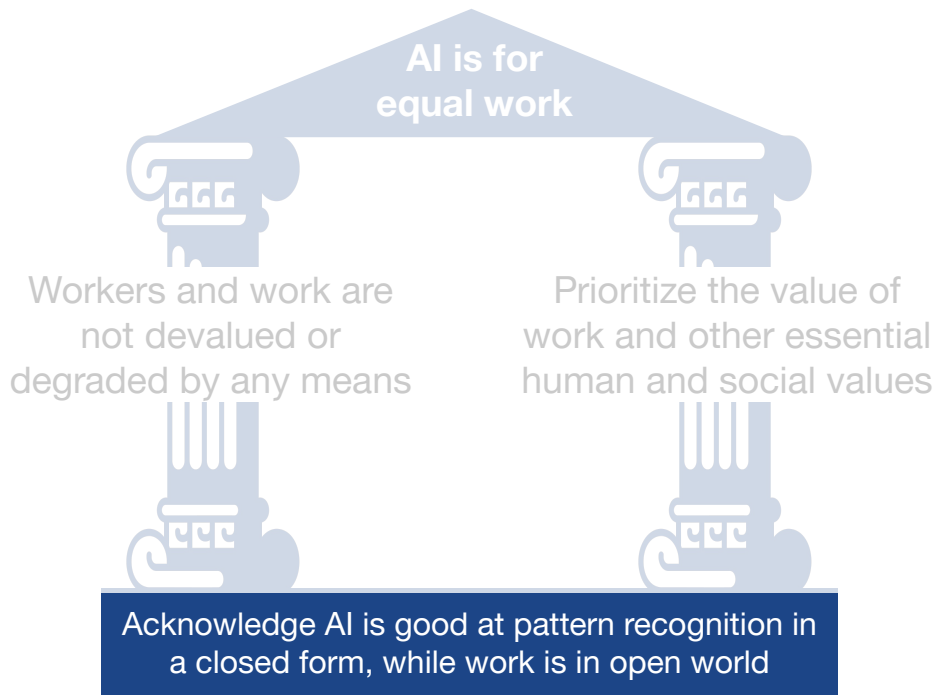 AI is for
equal work
Workers and work are
not devalued or
degraded by any means
Prioritize the value of
work and other essential
human and social values
Acknowledge AI is good at pattern recognition in
a closed form, while work is in open world